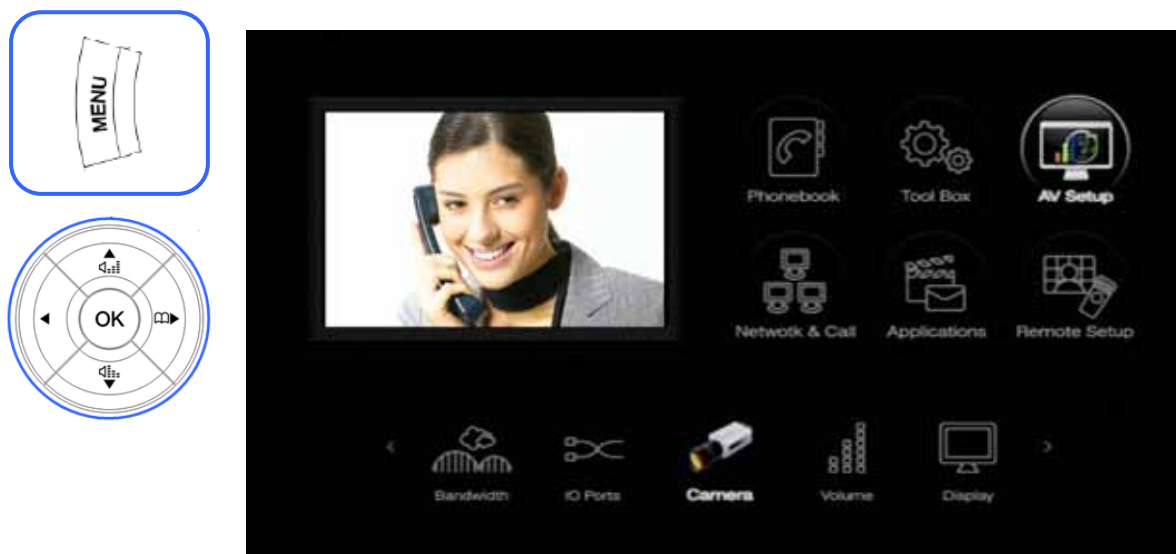 MENU
OK
Phonebook
Tool Box
AV Setup
Netwotk & Call
Applications
Remote Setup
Bandwidth
IO Ports
Camera
Volume
Display